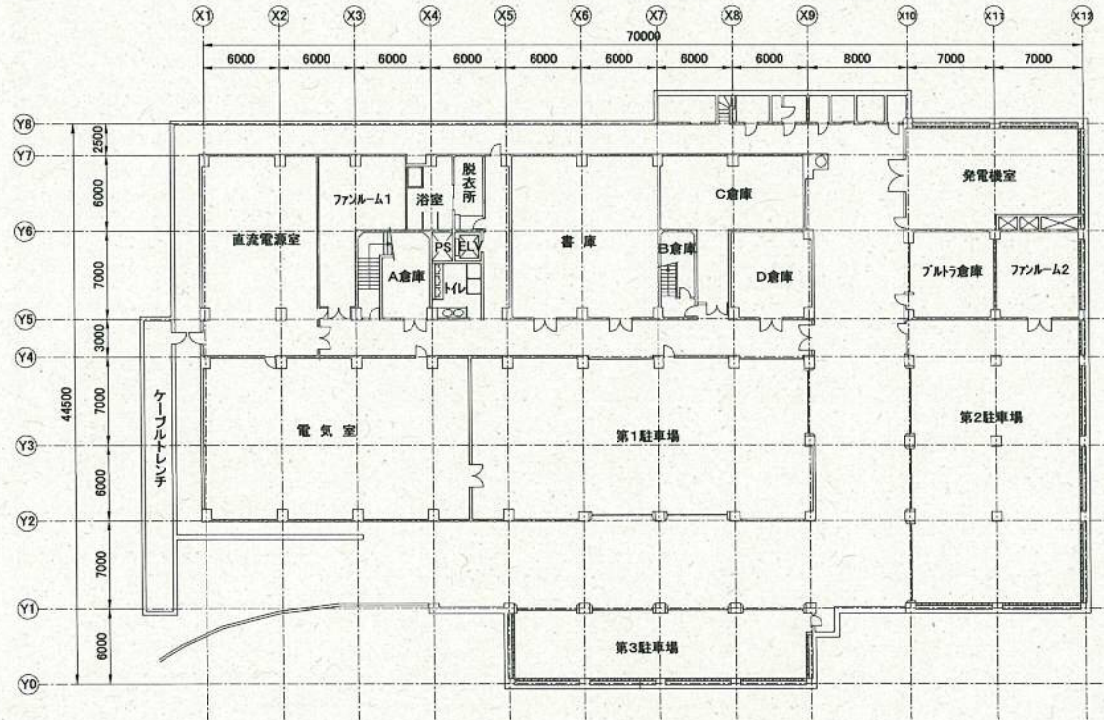 X1 X2 X3 X4 X5 X6 X7 X8 X9 X10 X11 X12
70000
6000 6000 6000 6000 6000 6000 6000 6000 8000 7000 7000
Y8
2500
Y7
6000
Y6
7000
Y5
3000
Y4
7000
Y3
6000
Y2
7000
Y1
6000
Y0
44500
直流電源室
ファンルーム1
浴室
脱衣所
PS
ELV
A倉庫
トイレ
書庫
B倉庫
C倉庫
D倉庫
発電機室
ブルトラ倉庫
ファンルーム2
ケーブルトレンチ
電気室
第1駐車場
第2駐車場
第3駐車場